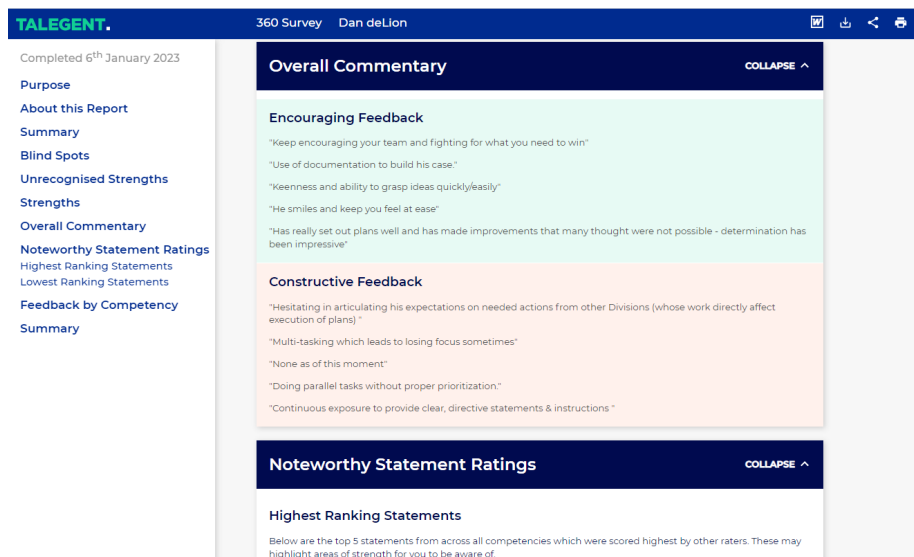 TALEGENT.
360 Survey Dan deLion
Completed 6th January 2023
Purpose
About this Report
Summary
Blind Spots
Unrecognised Strengths
Strengths
Overall Commentary
Noteworthy Statement Ratings
Highest Ranking Statements
Lowest Ranking Statements
Feedback by Competency
Summary
Overall Commentary
COLLAPSE
Encouraging Feedback
"Keep encouraging your team and fighting for what you need to win"
"Use of documentation to build his case."
"Keenness and ability to grasp ideas quickly/easily"
"He smiles and keep you feel at ease"
"Has really set out plans well and has made improvements that many thought were not possible - determination has
been impressive"
Constructive Feedback
"Hesitating in articulating his expectations on needed actions from other Divisions (whose work directly affect
execution of plans) "
"Multi-tasking which leads to losing focus sometimes"
"None as of this moment"
"Doing parallel tasks without proper prioritization."
"Continuous exposure to provide clear, directive statements & instructions "
Noteworthy Statement Ratings
COLLAPSE
Highest Ranking Statements
Below are the top 5 statements from across all competencies which were scored highest by other raters. These may
highlight areas of strength for you to be aware of.